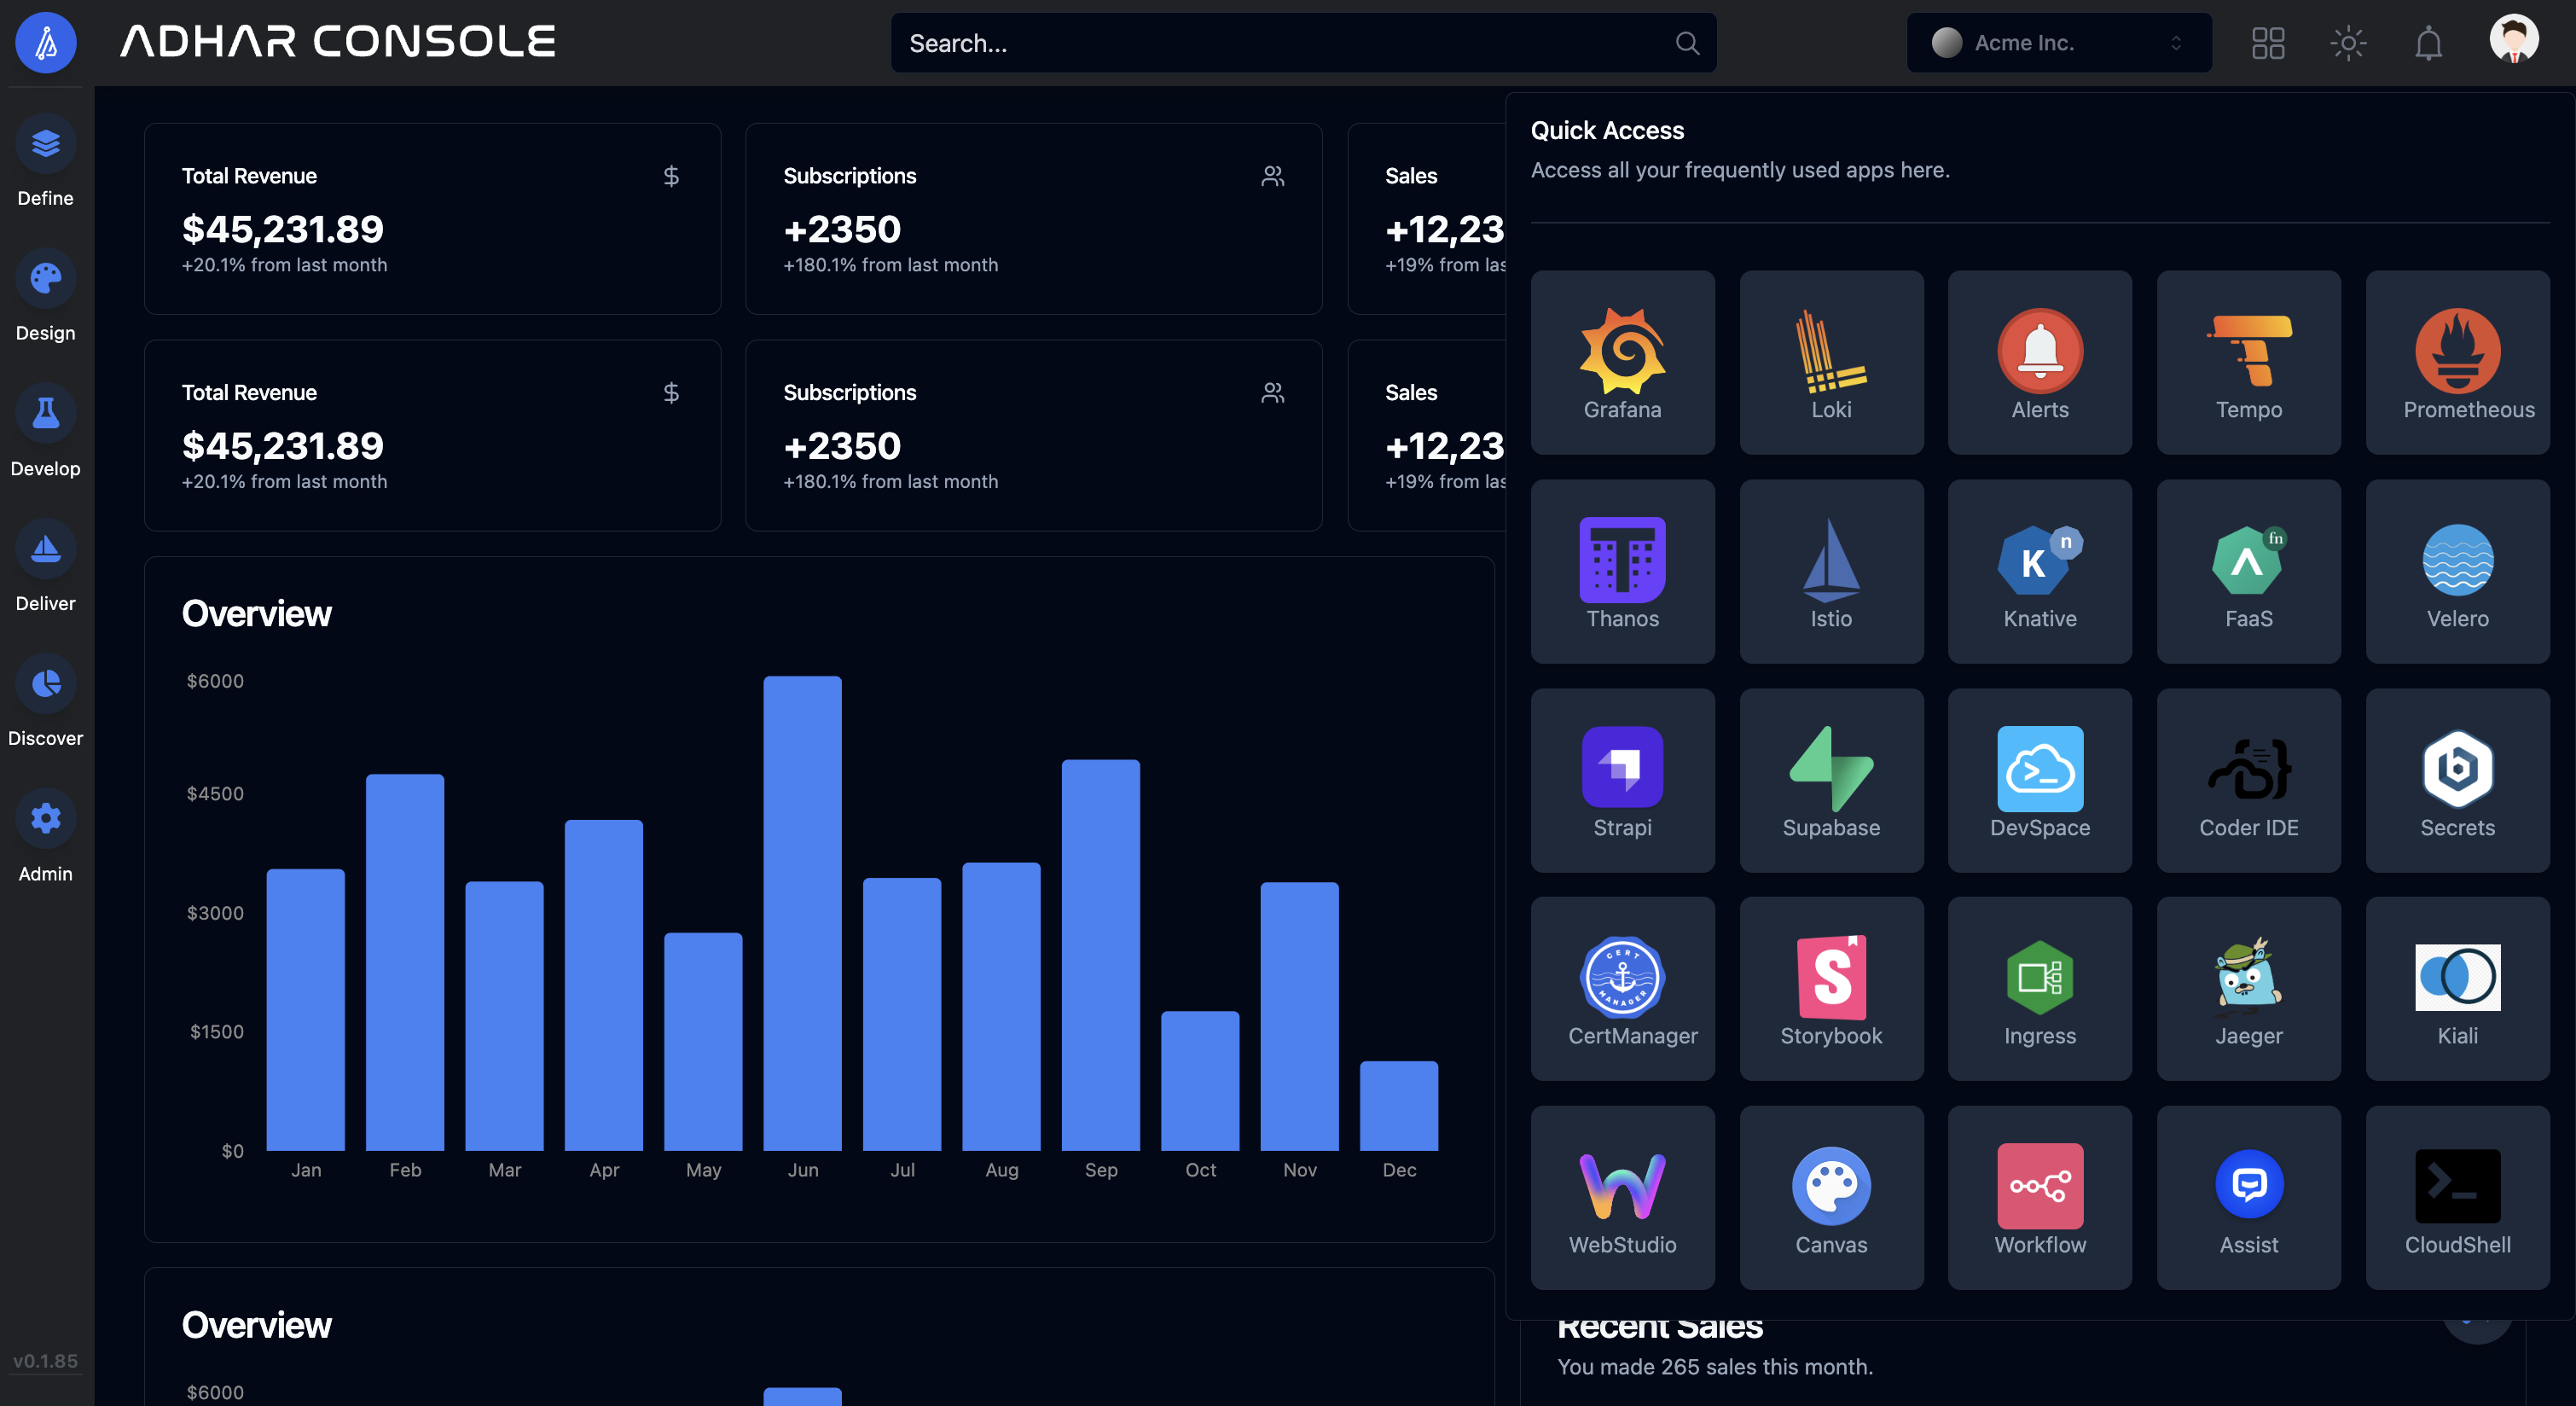 ADHAR CONSOLE
Search...
Acme Inc.
Define
Design
Develop
Deliver
Discover
Admin
v0.1.85
Total Revenue
$45,231.89
+20.1% from last month
Subscriptions
+2350
+180.1% from last month
Sales
+12,23
+19% from las
Total Revenue
$45,231.89
+20.1% from last month
Subscriptions
+2350
+180.1% from last month
Sales
+12,23
+19% from las
Overview
$6000
$4500
$3000
$1500
$0
Jan Feb Mar Apr May Jun Jul Aug Sep Oct Nov Dec
Overview
$6000
Quick Access
Access all your frequently used apps here.
Grafana
Loki
Alerts
Tempo
Prometheous
Thanos
Istio
K n
Knative
fn
FaaS
Velero
Strapi
Supabase
DevSpace
Coder IDE
b
Secrets
CERT
MANAGER
CertManager
S
Storybook
Ingress
Jaeger
Kiali
WebStudio
Canvas
Workflow
Assist
CloudShell
Recent Sales
You made 265 sales this month.